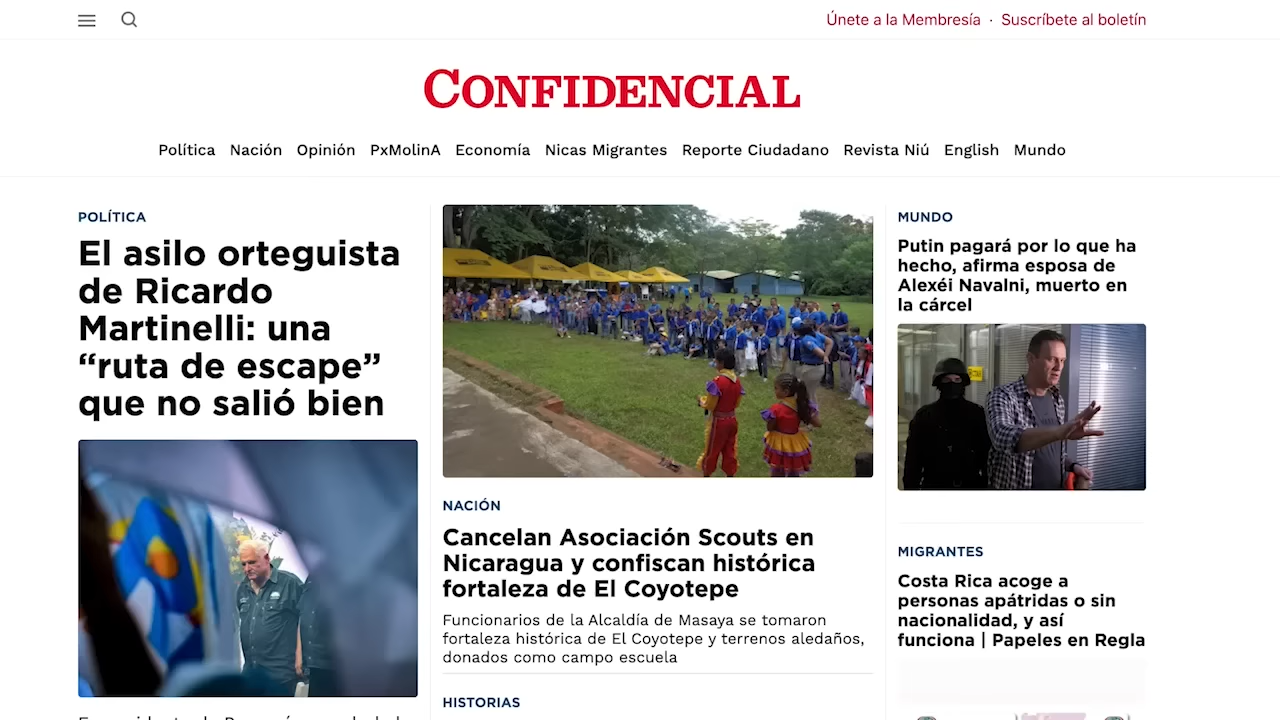 Únete a la Membresía · Suscríbete al boletín
CONFIDENCIAL
Política Nación Opinión PxMolinA Economía Nicas Migrantes Reporte Ciudadano Revista Niú English Mundo
POLÍTICA
El asilo orteguista
de Ricardo
Martinelli: una
“ruta de escape”
que no salió bien
NACIÓN
Cancelan Asociación Scouts en
Nicaragua y confiscan histórica
fortaleza de El Coyotepe
Funcionarios de la Alcaldía de Masaya se tomaron
fortaleza histórica de El Coyotepe y terrenos aledaños,
donados como campo escuela
HISTORIAS
MUNDO
Putin pagará por lo que ha
hecho, afirma esposa de
Alexéi Navalni, muerto en
la cárcel
MIGRANTES
Costa Rica acoge a
personas apátridas o sin
nacionalidad, y así
funciona | Papeles en Regla